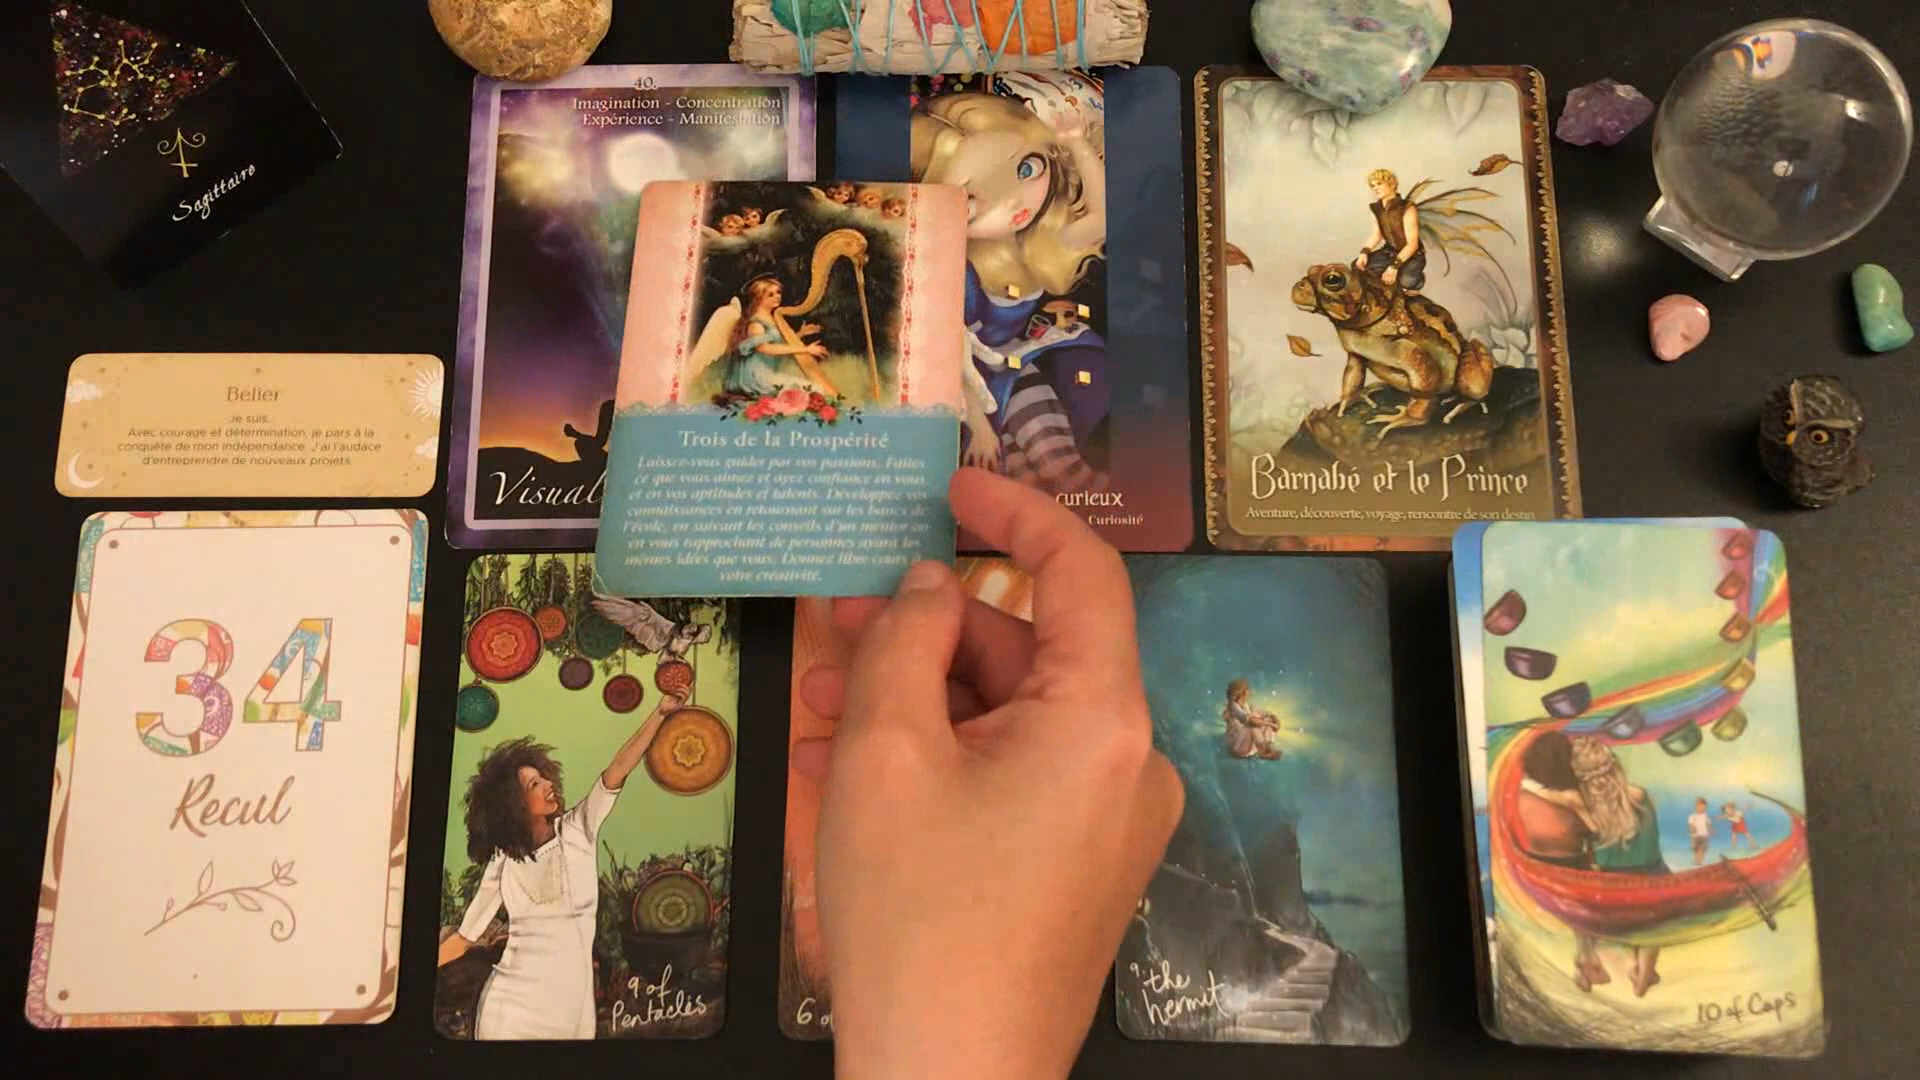 Sagittaire
40.
Imagination - Concentration
Expérience - Manifestation
Visual
Trois de la Prospérité
Laissez-vous guider par vos passions. Faites
ce que vous aimez et ayez confiance en vous
et en vos aptitudes et talents. Développez vos
connaissances en retournant sur les bancs de
l'école, en suivant les conseils d'un mentor ou
en vous rapprochant de personnes ayant les
mêmes idées que vous. Donnez libre cours à
votre créativité.
curieux
Curiosité
Barnabé et le Prince
Aventure, découverte, voyage, rencontre de son destin
Belier
Je suis...
Avec courage et détermination, je pars à la
conquête de mon indépendance. J'ai l'audace
d'entreprendre de nouveaux projets
34
Recul
9 of
Pentacles
6 of
9. the
hermit
10 of Cups